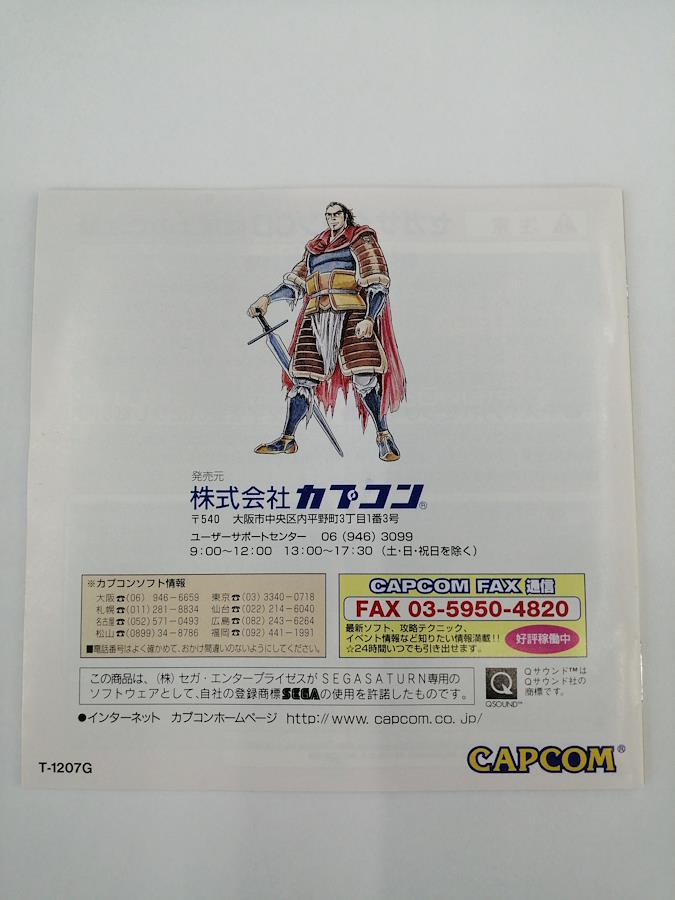 発売元
株式会社カプコン®
〒540 大阪市中央区内平野町3丁目1番3号
ユーザーサポートセンター 06(946)3099
9:00〜12:00 13:00〜17:30(土・日・祝日を除く)
※カプコンソフト情報
大阪☎(06) 946-6659 東京☎(03) 3340-0718
札幌☎(011)281-8834 仙台☎(022)214-6040
名古屋☎(052)571-0493 広島☎(082)243-6264
松山☎(0899)34-8786 福岡☎(092)441-1991
■電話番号はよく確かめて、おかけ間違いのないようにしてください。
CAPCOM FAX 通信
FAX 03-5950-4820
最新ソフト、攻略テクニック、
イベント情報など知りたい情報満載!!
☆24時間いつでも引き出せます。
好評稼働中
この商品は、(株)セガ・エンタープライゼスがSEGASATURN専用の
ソフトウェアとして、自社の登録商標SEGAの使用を許諾したものです。
Q
QSOUND™
Qサウンド™は
Qサウンド社の
商標です。
●インターネット カプコンホームページ http://www.capcom.co.jp/
T-1207G
CAPCOM®